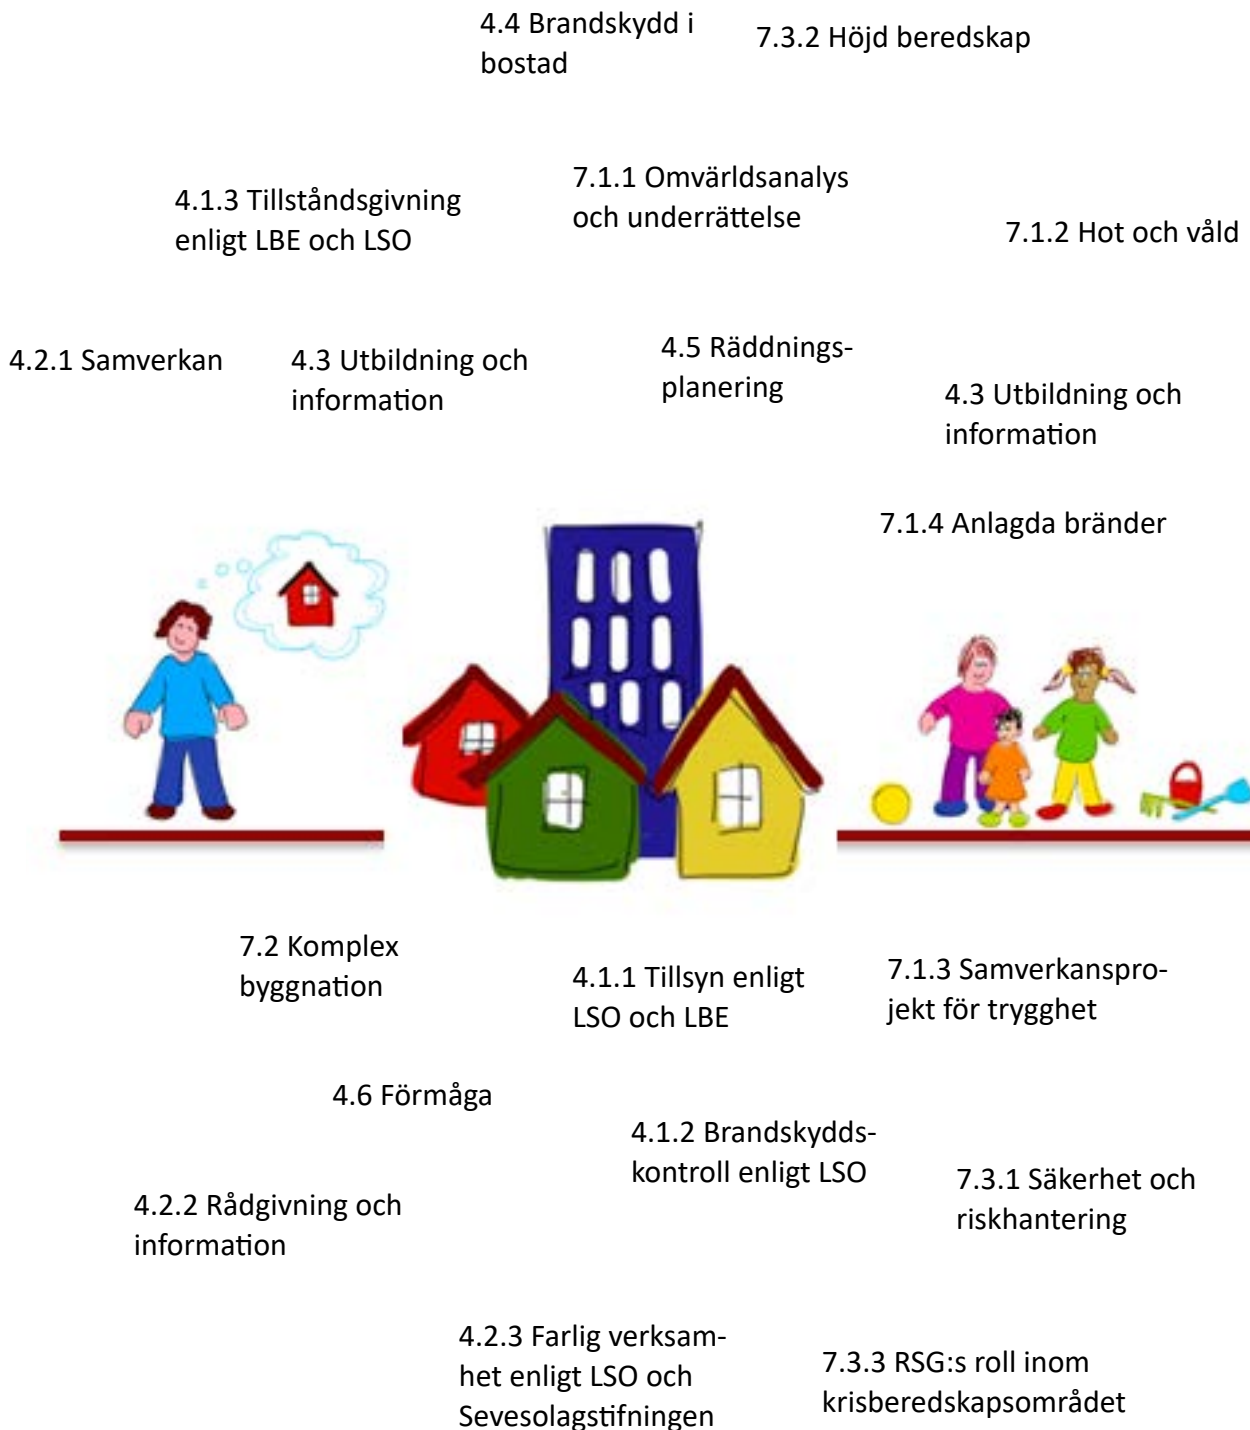 4.4 Brandskydd i
bostad
7.3.2 Höjd beredskap
4.1.3 Tillståndsgivning
enligt LBE och LSO
7.1.1 Omvärldsanalys
och underrättelse
7.1.2 Hot och våld
4.2.1 Samverkan
4.3 Utbildning och
information
4.5 Räddnings-
planering
4.3 Utbildning och
information
7.1.4 Anlagda bränder
7.2 Komplex
byggnation
4.1.1 Tillsyn enligt
LSO och LBE
7.1.3 Samverkanspro-
jekt för trygghet
4.6 Förmåga
4.1.2 Brandskydds-
kontroll enligt LSO
7.3.1 Säkerhet och
riskhantering
4.2.2 Rådgivning och
information
4.2.3 Farlig verksam-
het enligt LSO och
Sevesolagstifningen
7.3.3 RSG:s roll inom
krisberedskapsområdet